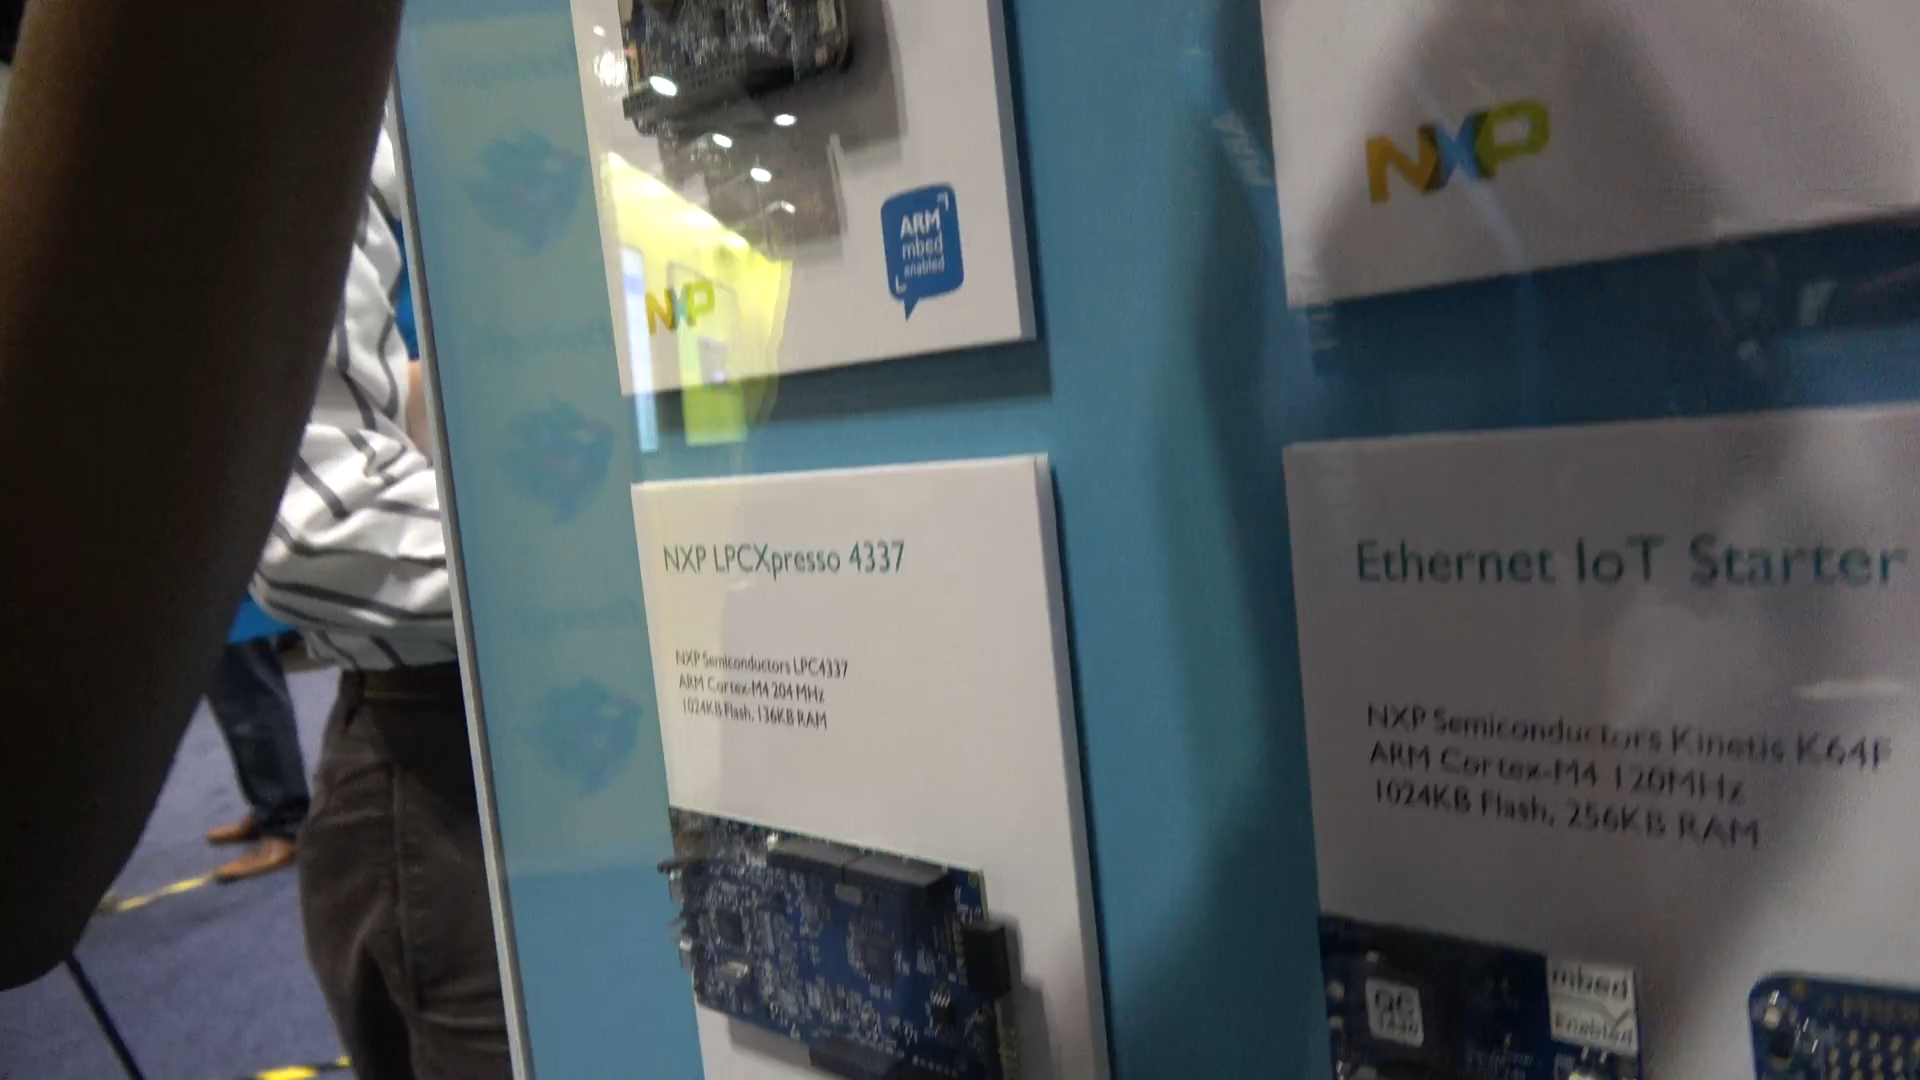 NXP
ARM
mbed
enabled
NXP
NXP LPCXpresso 4337
NXP Semiconductors LPC4337
ARM Cortex-M4 204 MHz
1024KB Flash, 136KB RAM
Ethernet IoT Starter
NXP Semiconductors Kinetis K64F
ARM Cortex-M4 120MHz
1024KB Flash, 256KB RAM
mbed
Enabled
QC